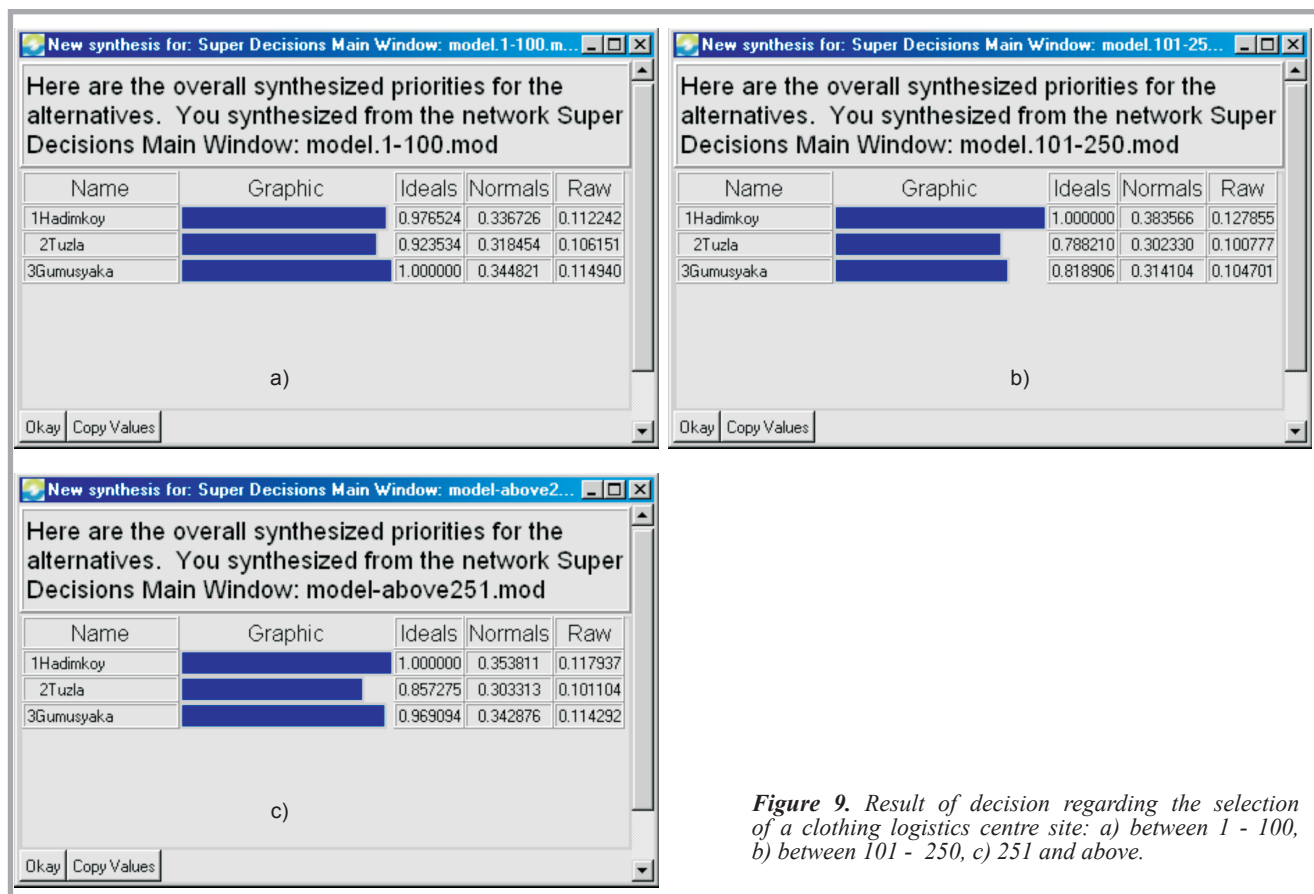 New synthesis for: Super Decisions Main Window: model.1-100.m...
Here are the overall synthesized priorities for the
alternatives. You synthesized from the network Super
Decisions Main Window: model.1-100.mod
Name Graphic Ideals Normals Raw
1Hadimkoy 0.976524 0.336726 0.112242
2Tuzla 0.923534 0.318454 0.106151
3Gumusyaka 1.000000 0.344821 0.114940
a)
Okay Copy Values
New synthesis for: Super Decisions Main Window: model.101-25...
Here are the overall synthesized priorities for the
alternatives. You synthesized from the network Super
Decisions Main Window: model.101-250.mod
Name Graphic Ideals Normals Raw
1Hadimkoy 1.000000 0.383566 0.127855
2Tuzla 0.788210 0.302330 0.100777
3Gumusyaka 0.818906 0.314104 0.104701
b)
Okay Copy Values
New synthesis for: Super Decisions Main Window: model-above2...
Here are the overall synthesized priorities for the
alternatives. You synthesized from the network Super
Decisions Main Window: model-above251.mod
Name Graphic Ideals Normals Raw
1Hadimkoy 1.000000 0.353811 0.117937
2Tuzla 0.857275 0.303313 0.101104
3Gumusyaka 0.969094 0.342876 0.114292
c)
Okay Copy Values
Figure 9. Result of decision regarding the selection
of a clothing logistics centre site: a) between 1 - 100,
b) between 101 - 250, c) 251 and above.